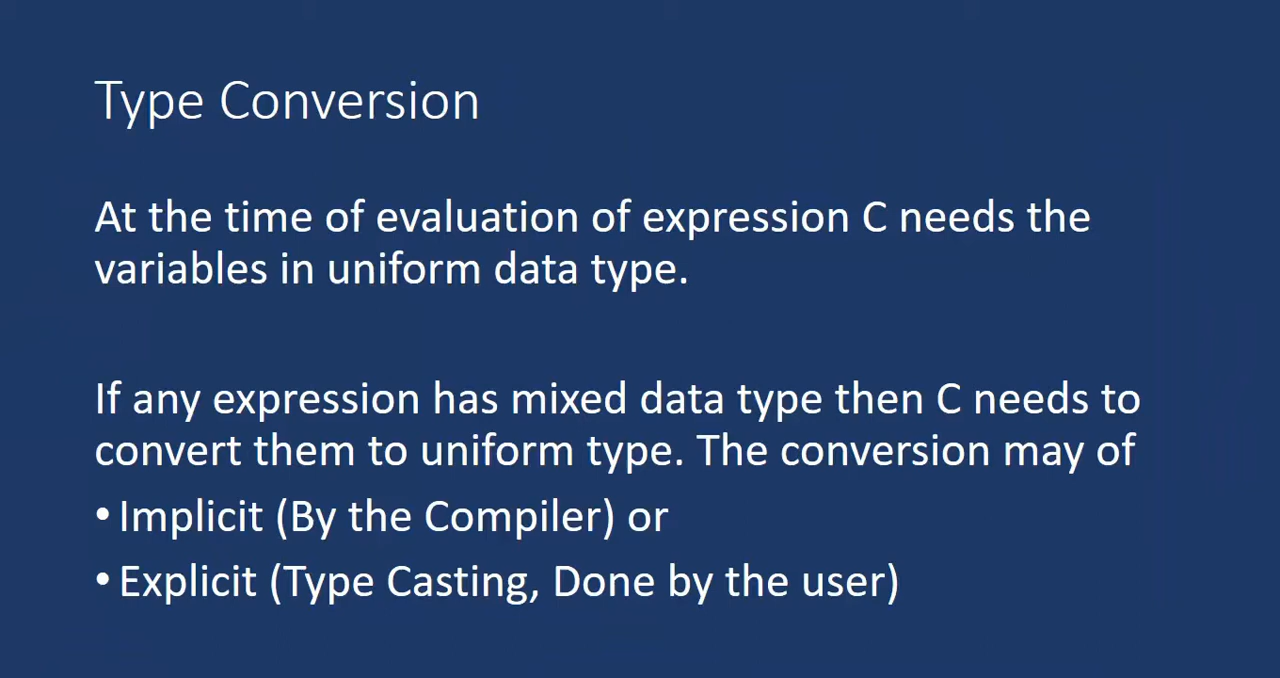 Type Conversion
At the time of evaluation of expression C needs the
variables in uniform data type.
If any expression has mixed data type then C needs to
convert them to uniform type. The conversion may of
• Implicit (By the Compiler) or
• Explicit (Type Casting, Done by the user)